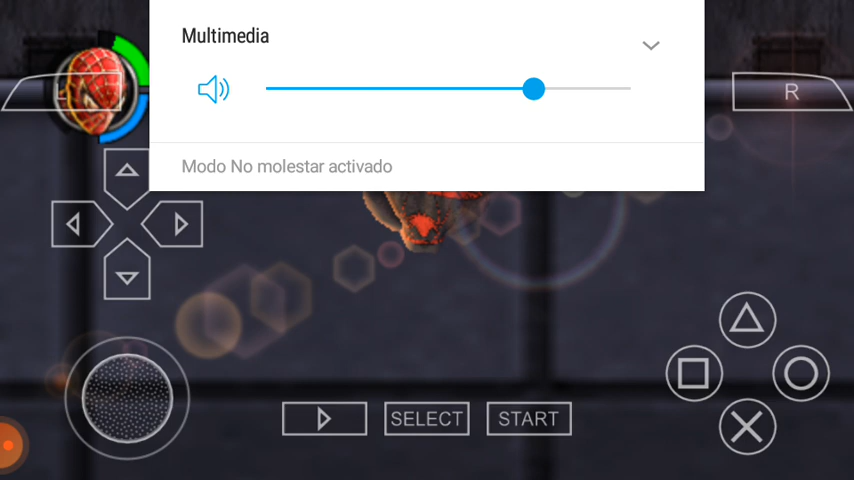 Multimedia
L
R
Modo No molestar activado
SELECT
START